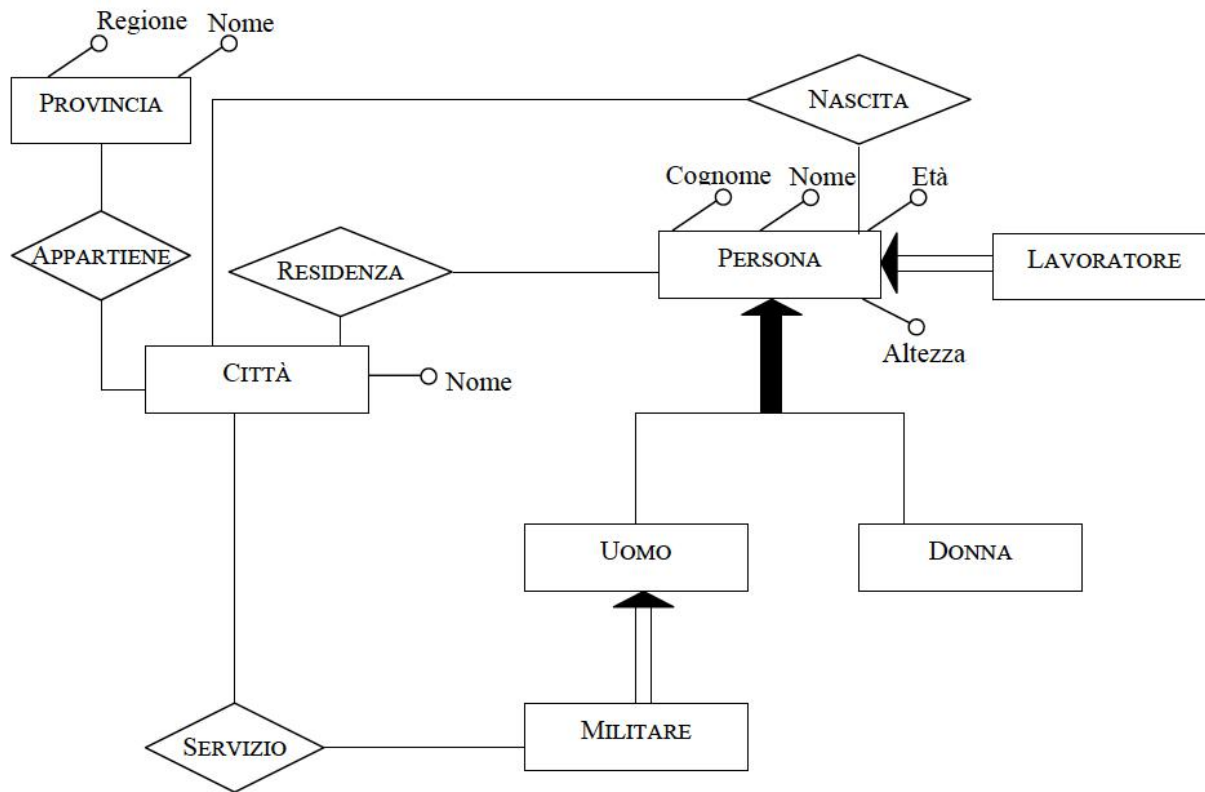 Regione
Nome
PROVINCIA
NASCITA
Cognome
Nome
Età
APPARTIENE
RESIDENZA
PERSONA
LAVORATORE
Altezza
CITTÀ
Nome
UOMO
DONNA
SERVIZIO
MILITARE